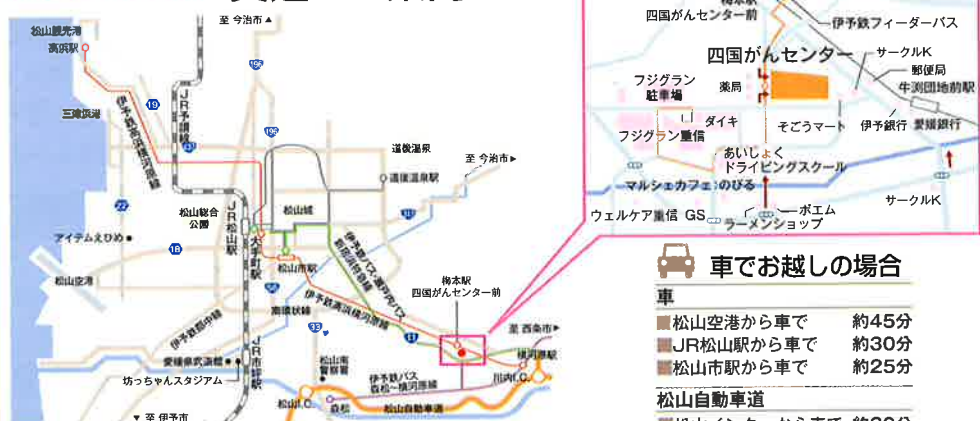 至 今治市▲
松山観光港
高浜駅
196
19
伊予鉄高浜横河原線
JR予讃線
三津浜港
196
道後温泉
至 今治市▶
道後温泉駅
松山総合
公園
JR松山駅
松山城
大手町駅
アイテムえひめ
18
松山市駅
松山空港
56
梅本駅
四国がんセンター前
伊予鉄高浜横河原線
南環状線
33
11
至 西条市▶
伊予鉄郡中線
愛媛県武道館
坊っちゃんスタジアム
JR市坪駅
松山南
警察署
伊予鉄バス
森松〜横河原線
横河原駅
川内I.C.
松山I.C.
森松
松山自動車道
▼ 至 伊予市
四国がんセンター前
伊予鉄フィーダーバス
四国がんセンター
サークルK
郵便局
牛渕団地前駅
フジグラン
駐車場
薬局
ダイキ
そごうマート
伊予銀行
愛媛銀行
フジグラン重信
あいしょく
ドライビングスクール
マルシェカフェ のびる
サークルK
ウェルケア重信
GS
ポエム
ラーメンショップ
車でお越しの場合
車
松山空港から車で 約45分
JR松山駅から車で 約30分
松山市駅から車で 約25分
松山自動車道